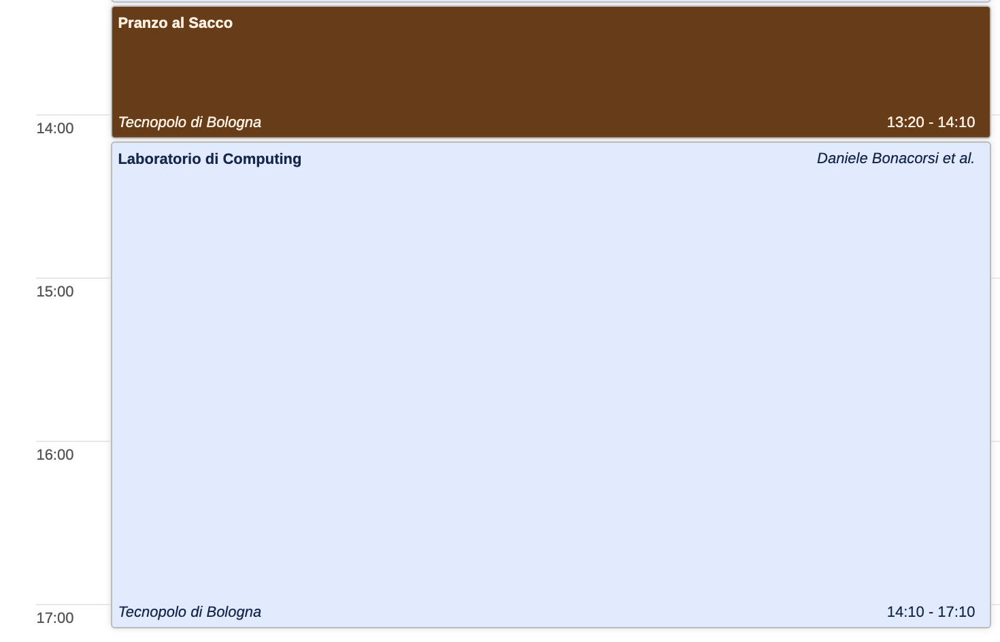 Pranzo al Sacco
Tecnopolo di Bologna 13:20 - 14:10
14:00
Laboratorio di Computing Daniele Bonacorsi et al.
15:00
16:00
Tecnopolo di Bologna 14:10 - 17:10
17:00